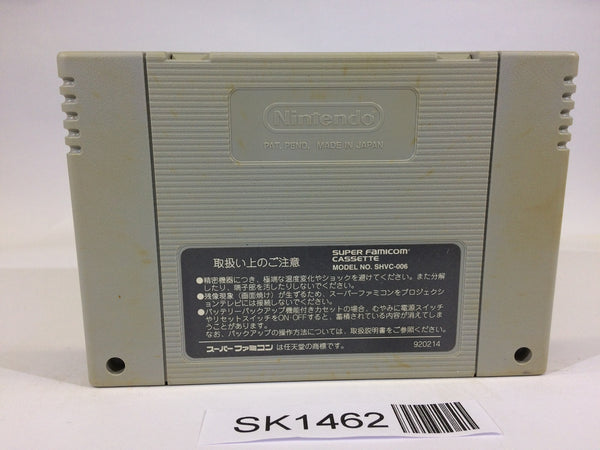 Nintendo
PAT. PEND. MADE IN JAPAN
取扱い上のご注意
SUPER FAMICOM
CASSETTE
MODEL NO. SHVC-006
●精密機器につき、極端な温度変化やショックを避けてください。また分解
したり、端子部を汚したりしないでください。
●残像現象(画面焼け)が生ずるため、スーパーファミコンをプロジェクシ
ョンテレビには接続しないでください。
●バッテリーバックアップ機能付きカセットの場合、むやみに電源スイッチ
やリセットスイッチをON・OFFすると、蓄積されている内容が消えてしま
うことがあります。
なお、バックアップの操作方法については、取扱説明書をご参照ください。
スーパーファミコン は任天堂の商標です。
920214
SK1462